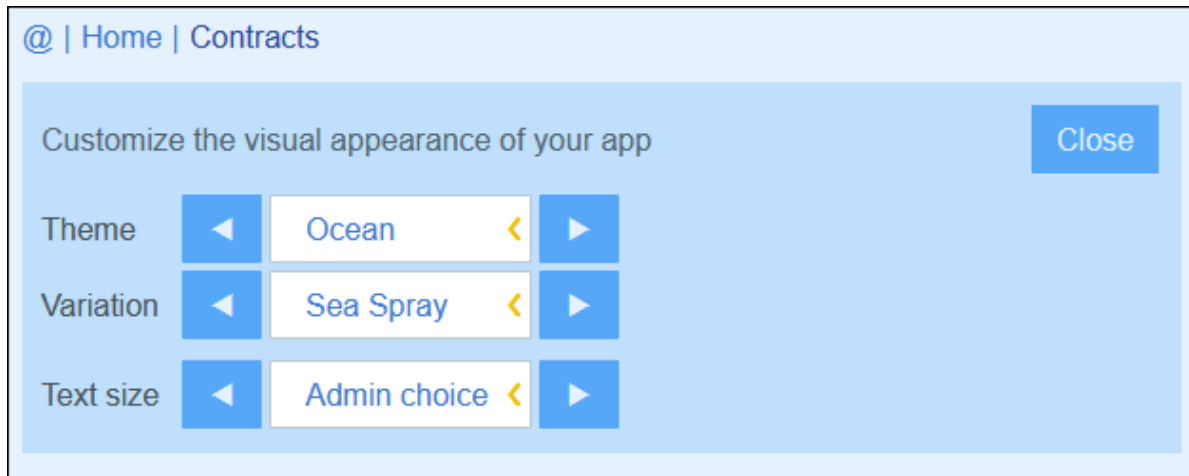 @ | Home | Contracts
Customize the visual appearance of your app Close
Theme Ocean
Variation Sea Spray
Text size Admin choice